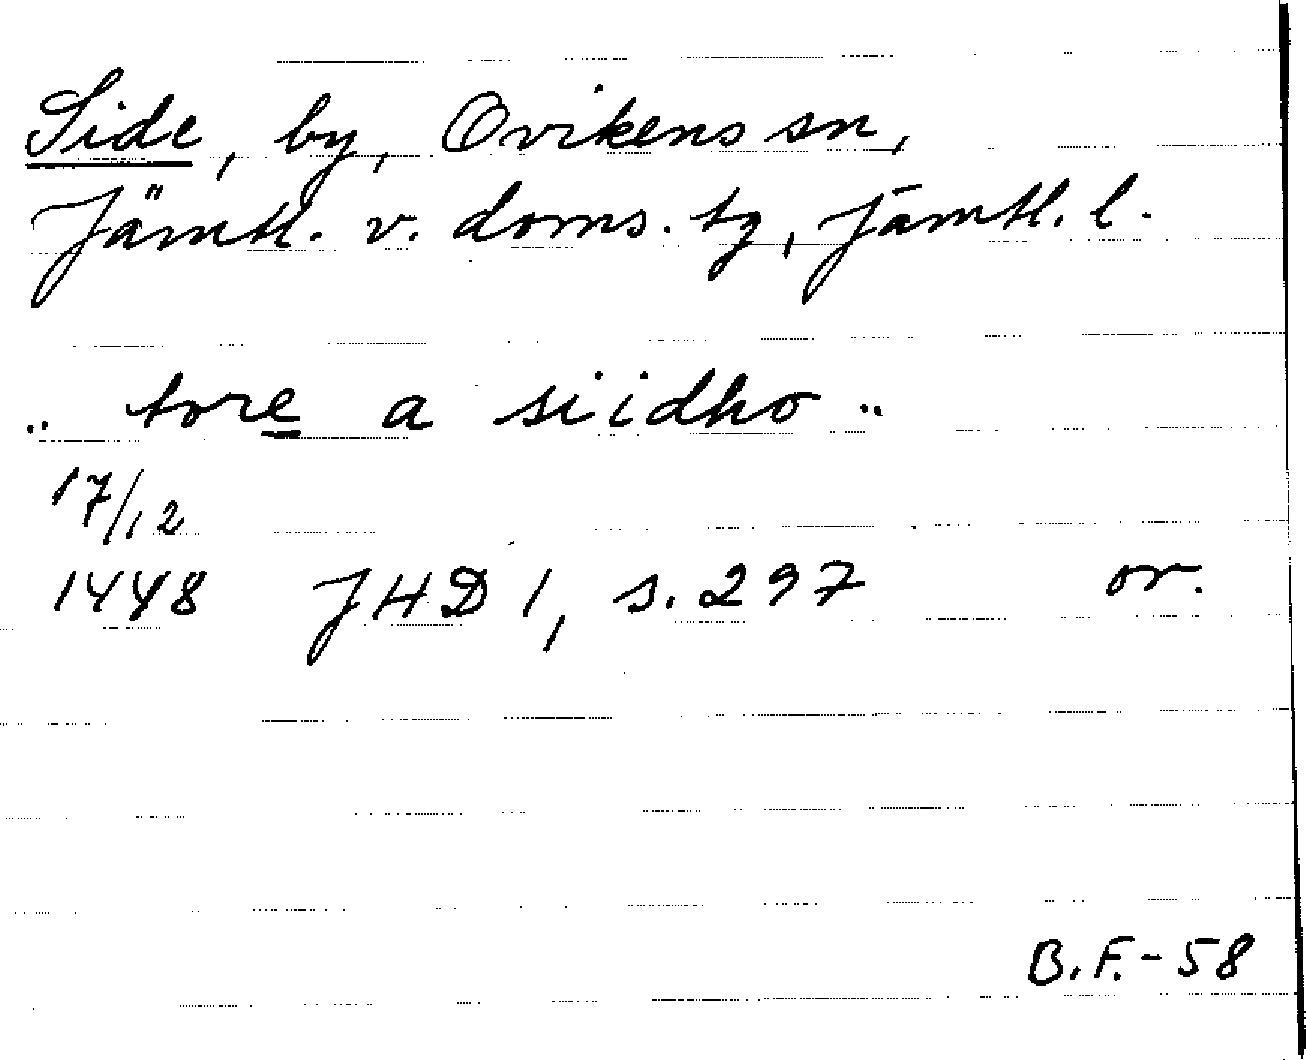 Side, by, Ovikens sn,
Jämtl. v. doms. tg, Jämtl. l.
" tore a siidho "
17/12
1448 JHD 1, s. 297 or.
B.F.-58